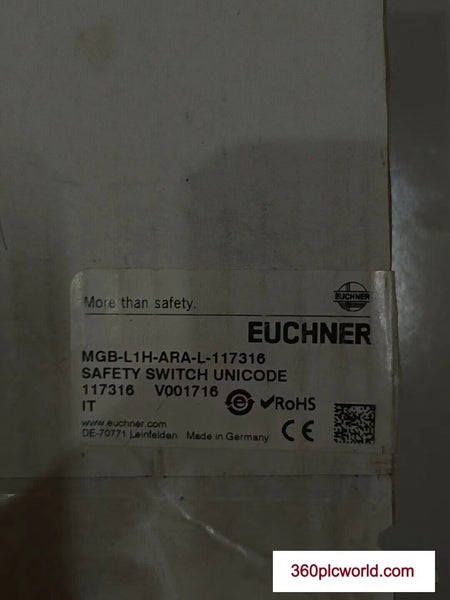 EUCHNER
More than safety.
EUCHNER
MGB-L1H-ARA-L-117316
SAFETY SWITCH UNICODE
117316 V001716
IT
e ✓RoHS
www.euchner.com
DE-70771 Leinfelden Made in Germany
CE
360plcworld.com